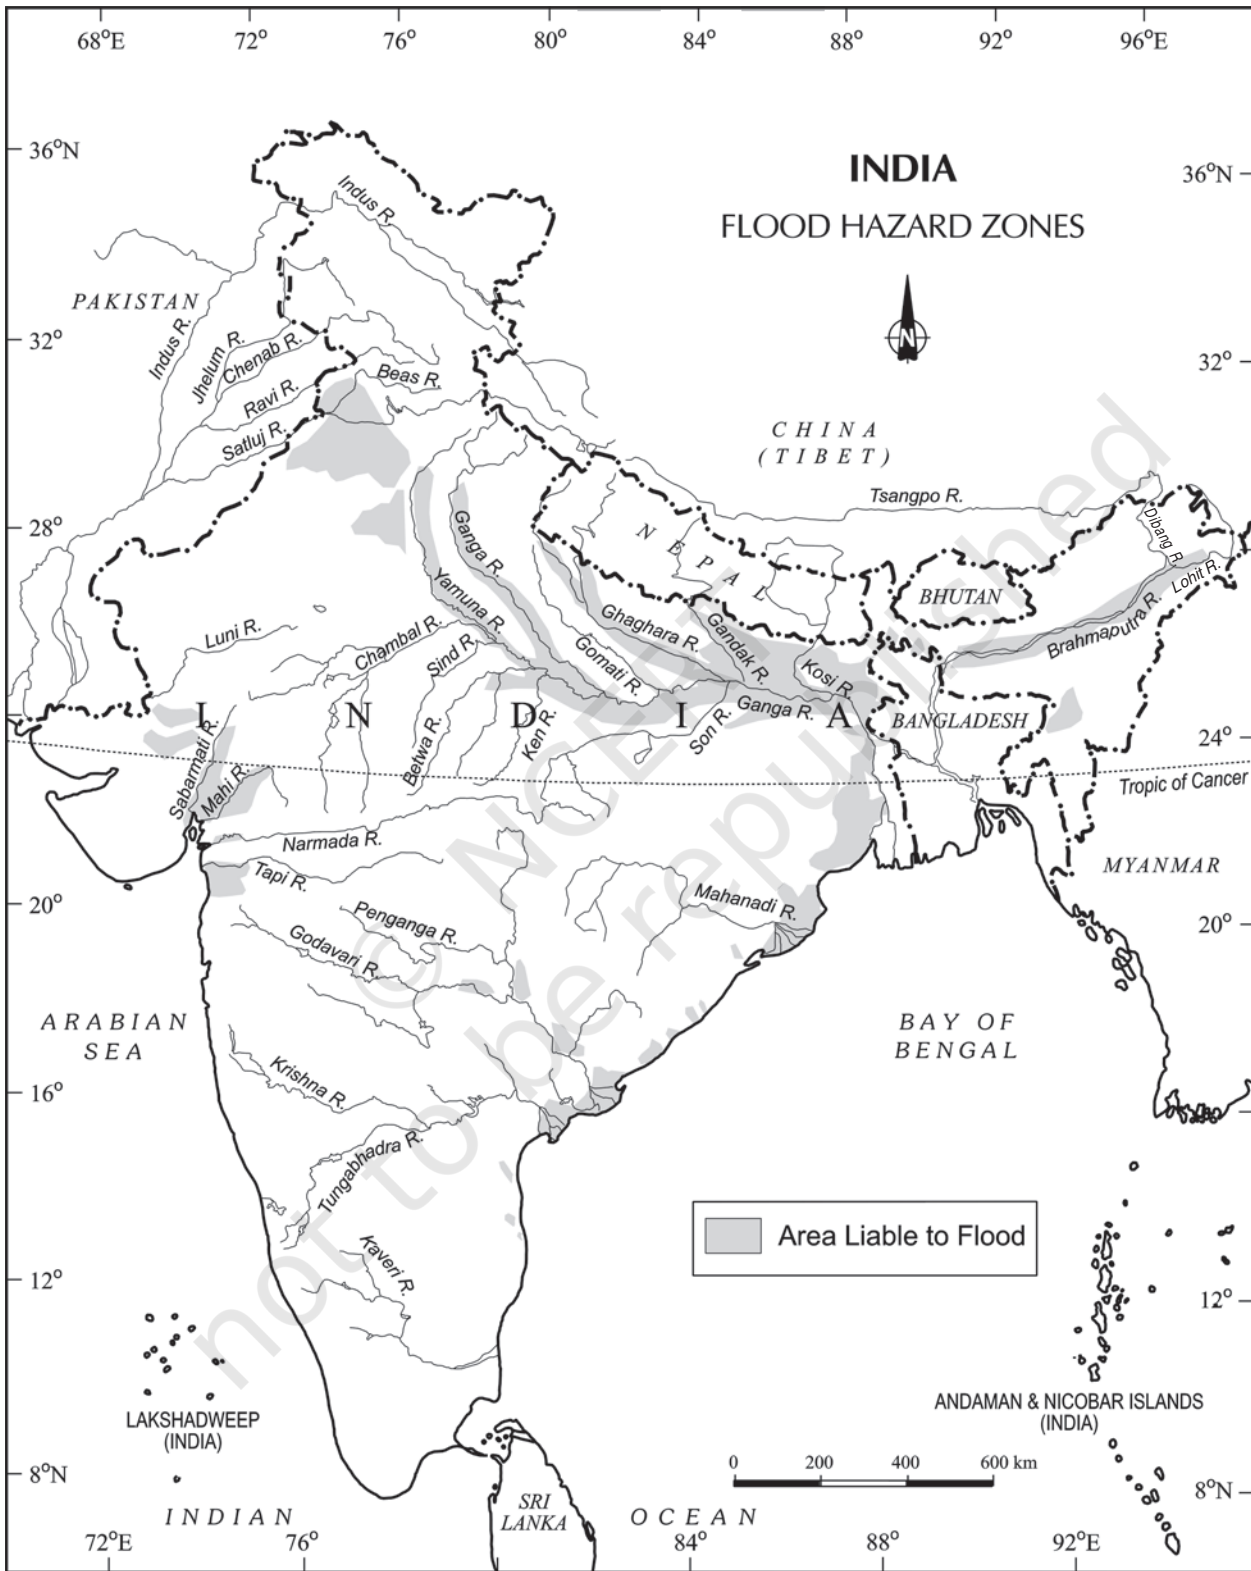 68°E 72° 76° 80° 84° 88° 92° 96°E
36°N
36°N
INDIA
FLOOD HAZARD ZONES
N
Indus R.
PAKISTAN
Indus R.
Jhelum R.
Chenab R.
Ravi R.
Beas R.
Satluj R.
32°
32°
CHINA
(TIBET)
Tsangpo R.
Dibang R.
Lohit R.
28°
NEPAL
BHUTAN
Brahmaputra R.
Ganga R.
Yamuna R.
Ghaghara R.
Gomati R.
Gandak R.
Kosi R.
Luni R.
Chambal R.
Sind R.
Betwa R.
Ken R.
Son R.
Ganga R.
I N D I A
BANGLADESH
24°
Sabarmati R.
Mahi R.
Tropic of Cancer
Narmada R.
Tapi R.
MYANMAR
Mahanadi R.
20°
20°
Penganga R.
Godavari R.
ARABIAN
SEA
BAY OF
BENGAL
Krishna R.
16°
Tungabhadra R.
Kaveri R.
Area Liable to Flood
12°
12°
LAKSHADWEEP
(INDIA)
ANDAMAN & NICOBAR ISLANDS
(INDIA)
0 200 400 600 km
8°N
8°N
SRI
LANKA
INDIAN OCEAN
72°E 76° 84° 88° 92°E
© NCERT
not to be republished